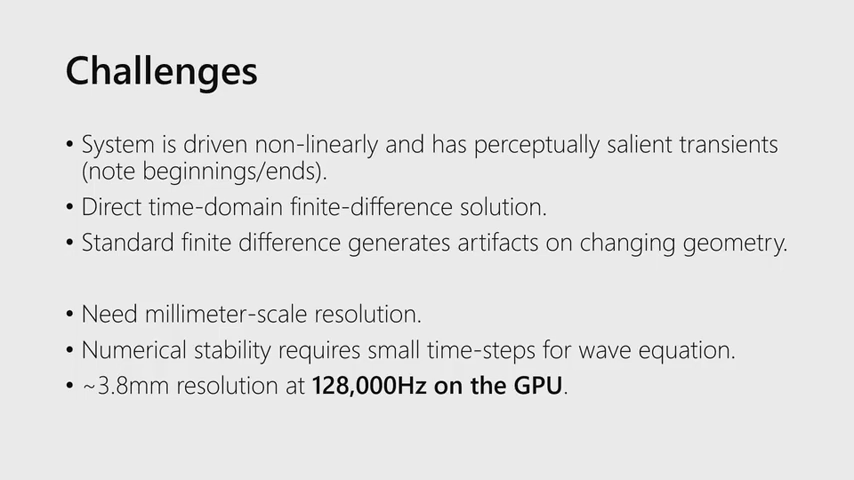 Challenges
• System is driven non-linearly and has perceptually salient transients
(note beginnings/ends).
• Direct time-domain finite-difference solution.
• Standard finite difference generates artifacts on changing geometry.
• Need millimeter-scale resolution.
• Numerical stability requires small time-steps for wave equation.
• ~3.8mm resolution at 128,000Hz on the GPU.